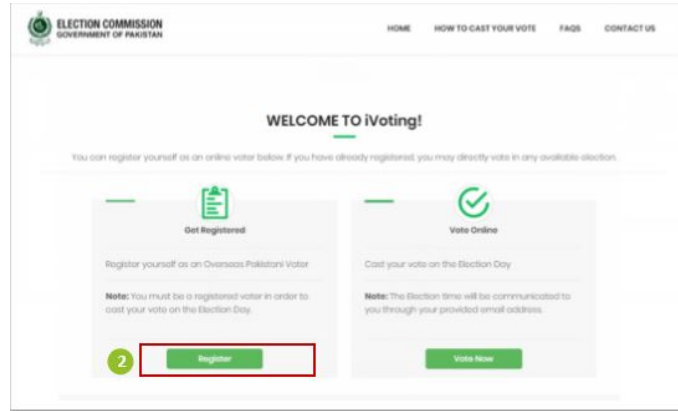 ELECTION COMMISSION
GOVERNMENT OF PAKISTAN
HOME HOW TO CAST YOUR VOTE FAQS CONTACT US
WELCOME TO iVoting!
You can register yourself as an online voter below. If you have already registered, you may directly vote in any available election.
Get Registered
Register yourself as an Overseas Pakistani Voter
Note: You must be a registered voter in order to
cast your vote on the Election Day.
2
Register
Vote Online
Cast your vote on the Election Day
Note: The Election time will be communicated to
you through your provided email address.
Vote Now